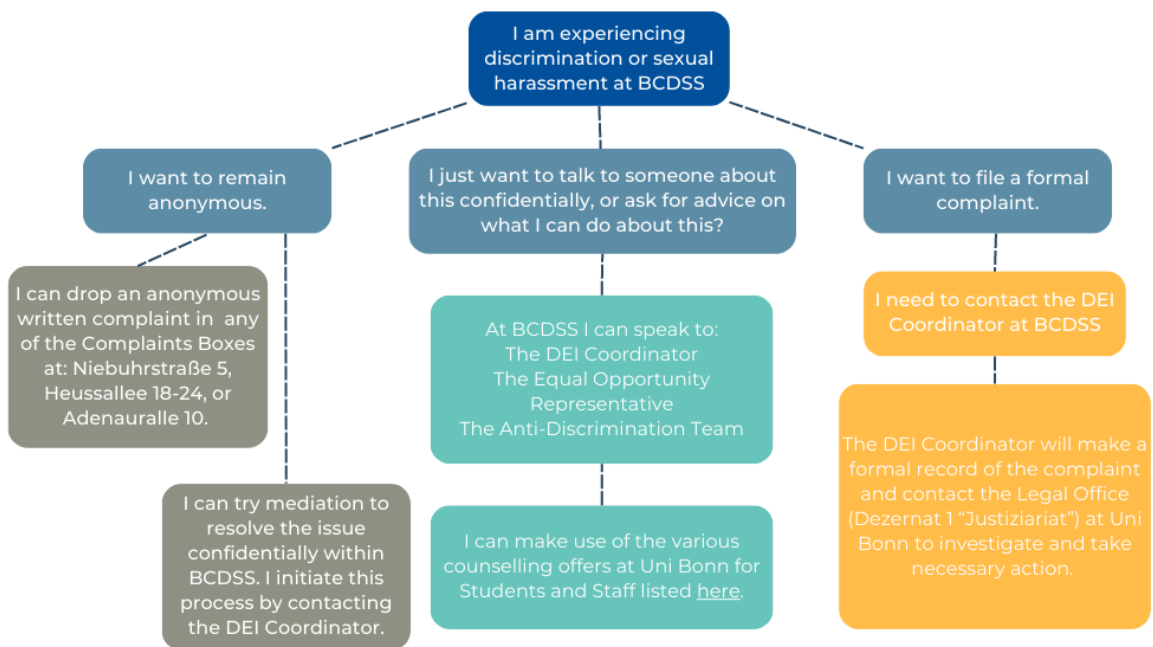 I am experiencing
discrimination or sexual
harassment at BCDSS
I want to remain
anonymous.
I just want to talk to someone about
this confidentially, or ask for advice on
what I can do about this?
I want to file a formal
complaint.
I can drop an anonymous
written complaint in any
of the Complaints Boxes
at: Niebuhrstraße 5,
Heussallee 18-24, or
Adenauralle 10.
I can try mediation to
resolve the issue
confidentially within
BCDSS. I initiate this
process by contacting
the DEI Coordinator.
At BCDSS I can speak to:
The DEI Coordinator
The Equal Opportunity
Representative
The Anti-Discrimination Team
I can make use of the various
counselling offers at Uni Bonn for
Students and Staff listed here.
I need to contact the DEI
Coordinator at BCDSS
The DEI Coordinator will make a
formal record of the complaint
and contact the Legal Office
(Dezernat 1 “Justiziariat”) at Uni
Bonn to investigate and take
necessary action.